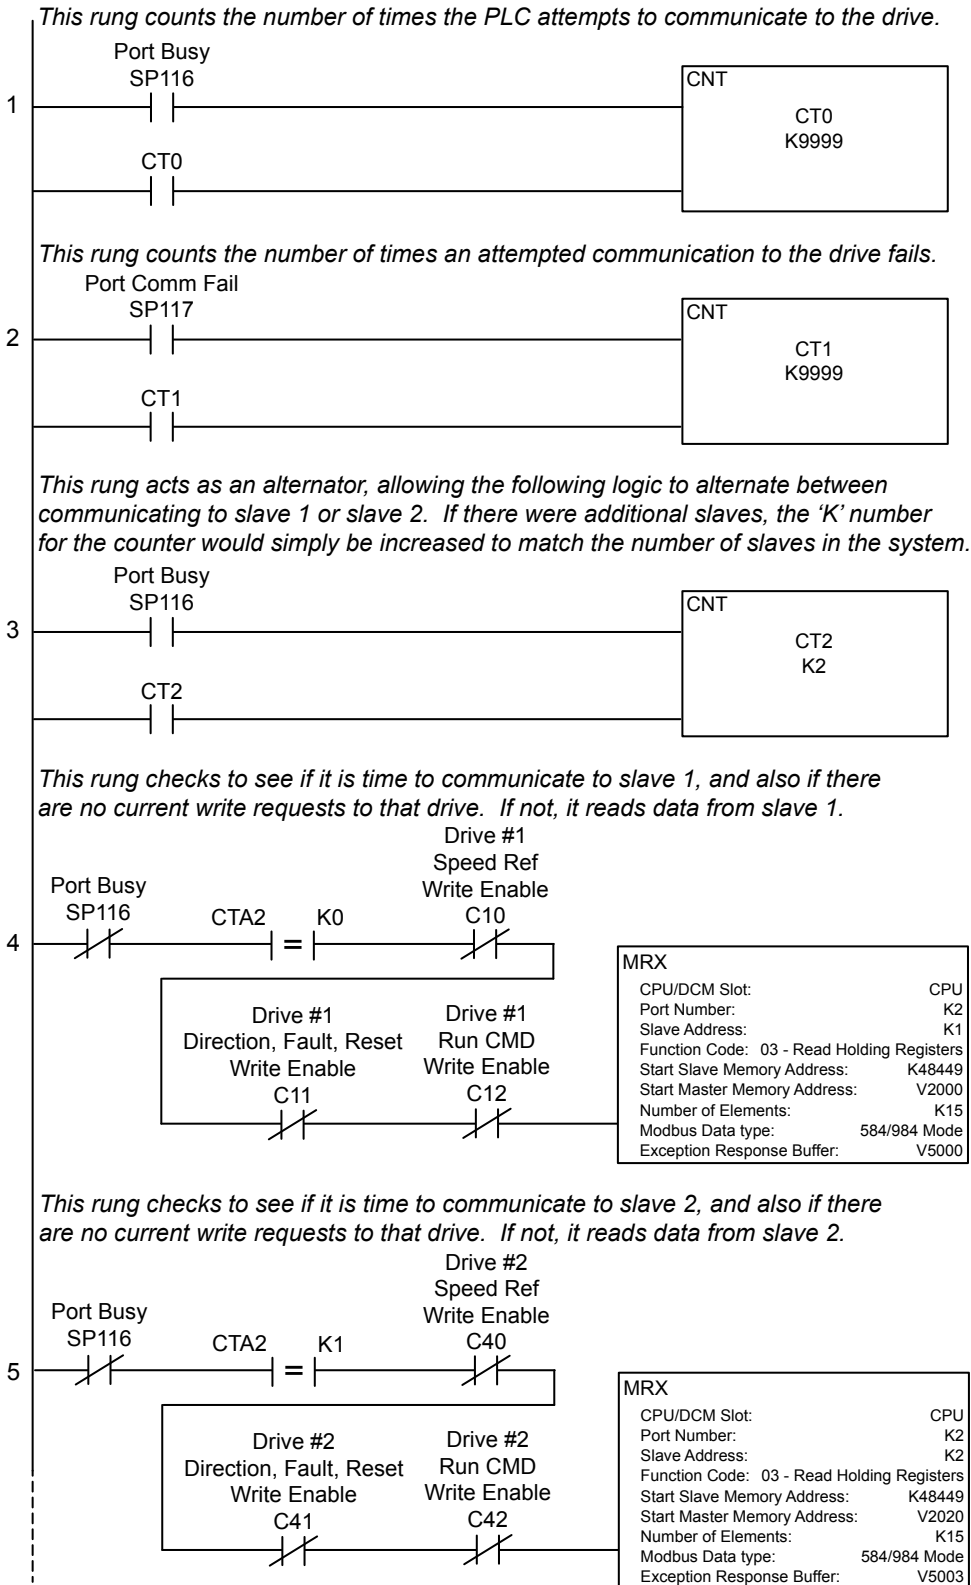 This rung counts the number of times the PLC attempts to communicate to the drive.
Port Busy
SP116
CNT
1
CT0
K9999
CT0
This rung counts the number of times an attempted communication to the drive fails.
Port Comm Fail
SP117
CNT
2
CT1
K9999
CT1
This rung acts as an alternator, allowing the following logic to alternate between
communicating to slave 1 or slave 2.  If there were additional slaves, the ‘K’ number
for the counter would simply be increased to match the number of slaves in the system.
Port Busy
SP116
CNT
3
CT2
K2
CT2
This rung checks to see if it is time to communicate to slave 1, and also if there
are no current write requests to that drive.  If not, it reads data from slave 1.
Drive #1
Speed Ref
Write Enable
C10
Port Busy
SP116
CTA2 = K0
4
Drive #1
Direction, Fault, Reset
Write Enable
C11
Drive #1
Run CMD
Write Enable
C12
MRX
CPU/DCM Slot: CPU
Port Number: K2
Slave Address: K1
Function Code: 03 - Read Holding Registers
Start Slave Memory Address: K48449
Start Master Memory Address: V2000
Number of Elements: K15
Modbus Data type: 584/984 Mode
Exception Response Buffer: V5000
This rung checks to see if it is time to communicate to slave 2, and also if there
are no current write requests to that drive.  If not, it reads data from slave 2.
Drive #2
Speed Ref
Write Enable
C40
Port Busy
SP116
CTA2 = K1
5
Drive #2
Direction, Fault, Reset
Write Enable
C41
Drive #2
Run CMD
Write Enable
C42
MRX
CPU/DCM Slot: CPU
Port Number: K2
Slave Address: K2
Function Code: 03 - Read Holding Registers
Start Slave Memory Address: K48449
Start Master Memory Address: V2020
Number of Elements: K15
Modbus Data type: 584/984 Mode
Exception Response Buffer: V5003